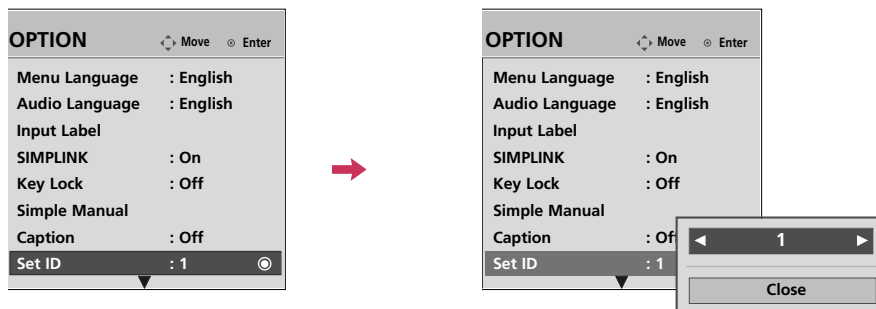 OPTION Move Enter
Menu Language : English
Audio Language : English
Input Label
SIMPLINK : On
Key Lock : Off
Simple Manual
Caption : Off
Set ID : 1
OPTION Move Enter
Menu Language : English
Audio Language : English
Input Label
SIMPLINK : On
Key Lock : Off
Simple Manual
Caption : Off
Set ID : 1
1
Close